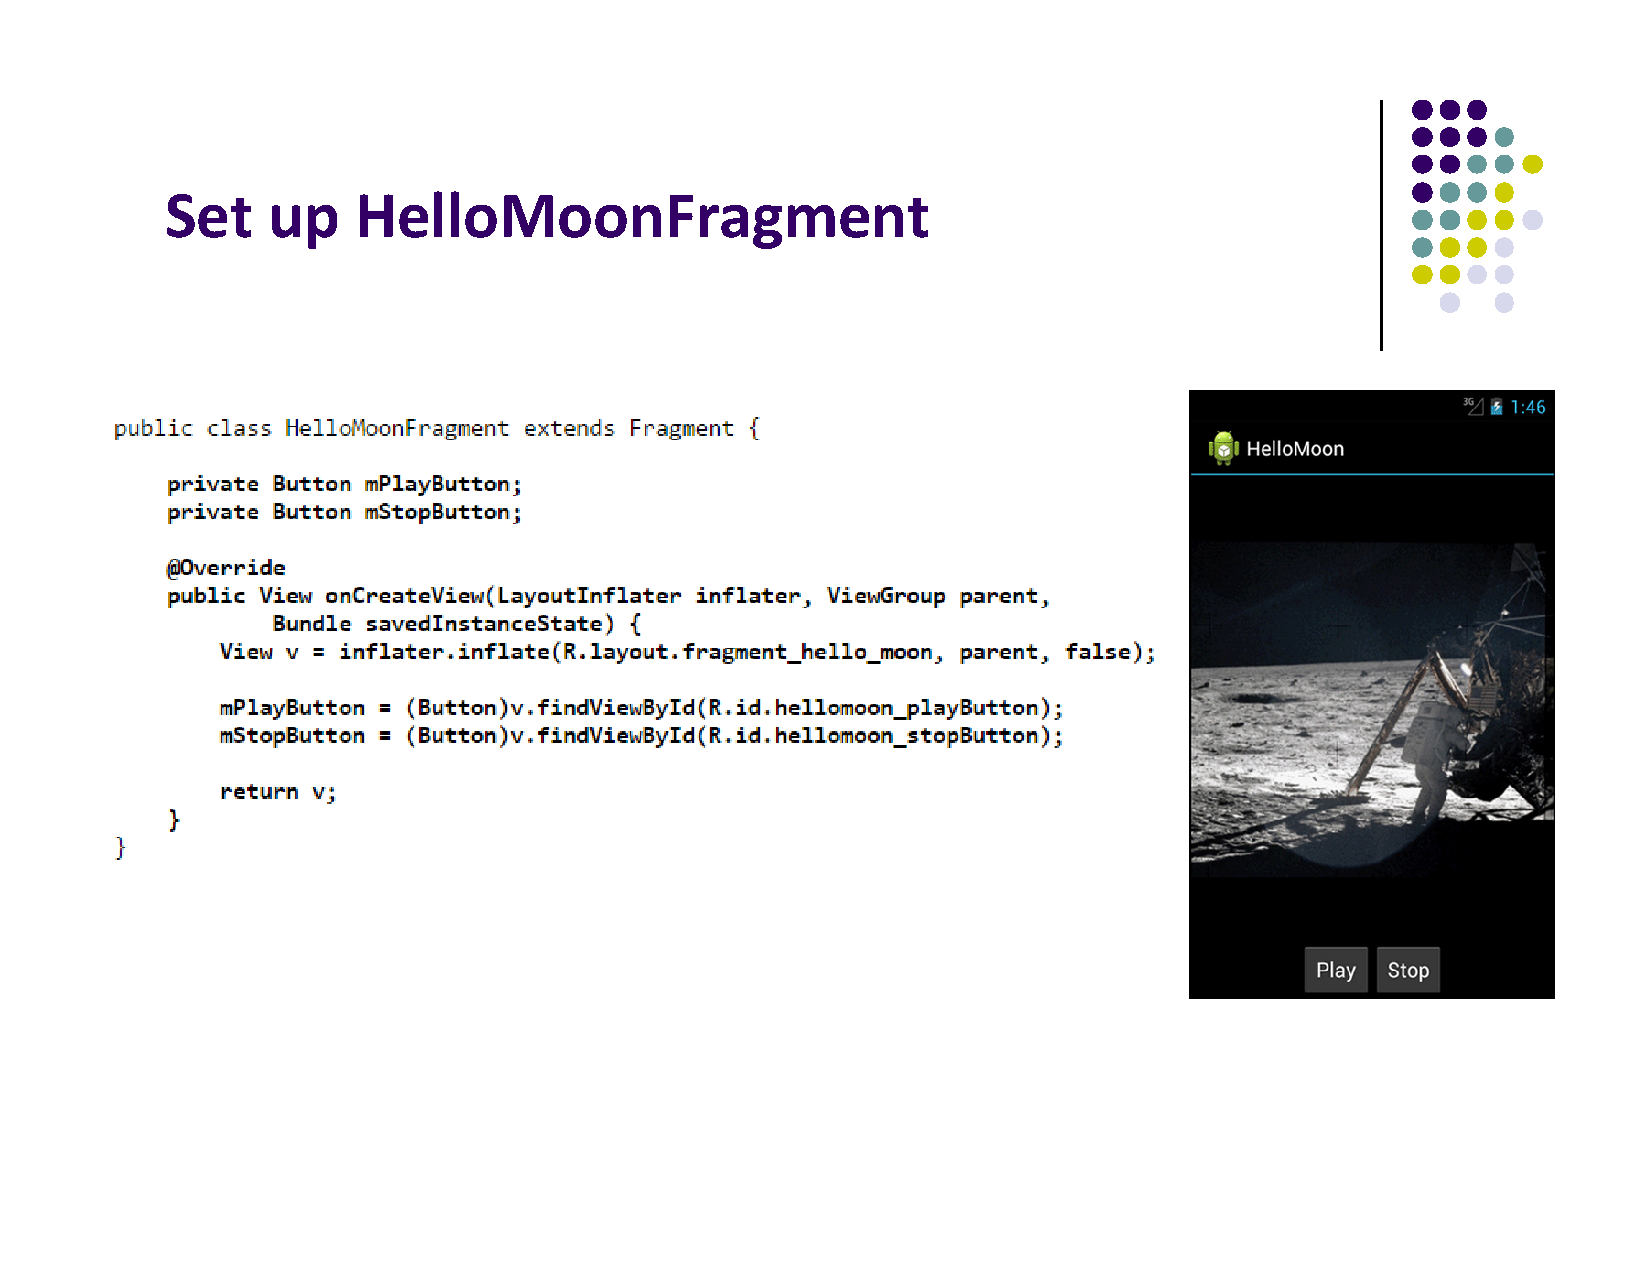 Set up HelloMoonFragment
public class HelloMoonFragment extends Fragment {
private Button mPlayButton;
private Button mStopButton;
@Override
public View onCreateView(LayoutInflater inflater, ViewGroup parent,
Bundle savedInstanceState) {
View v = inflater.inflate(R.layout.fragment_hello_moon, parent, false);
mPlayButton = (Button)v.findViewById(R.id.hellomoon_playButton);
mStopButton = (Button)v.findViewById(R.id.hellomoon_stopButton);
return v;
}
}
3G 1:46
HelloMoon
Play Stop